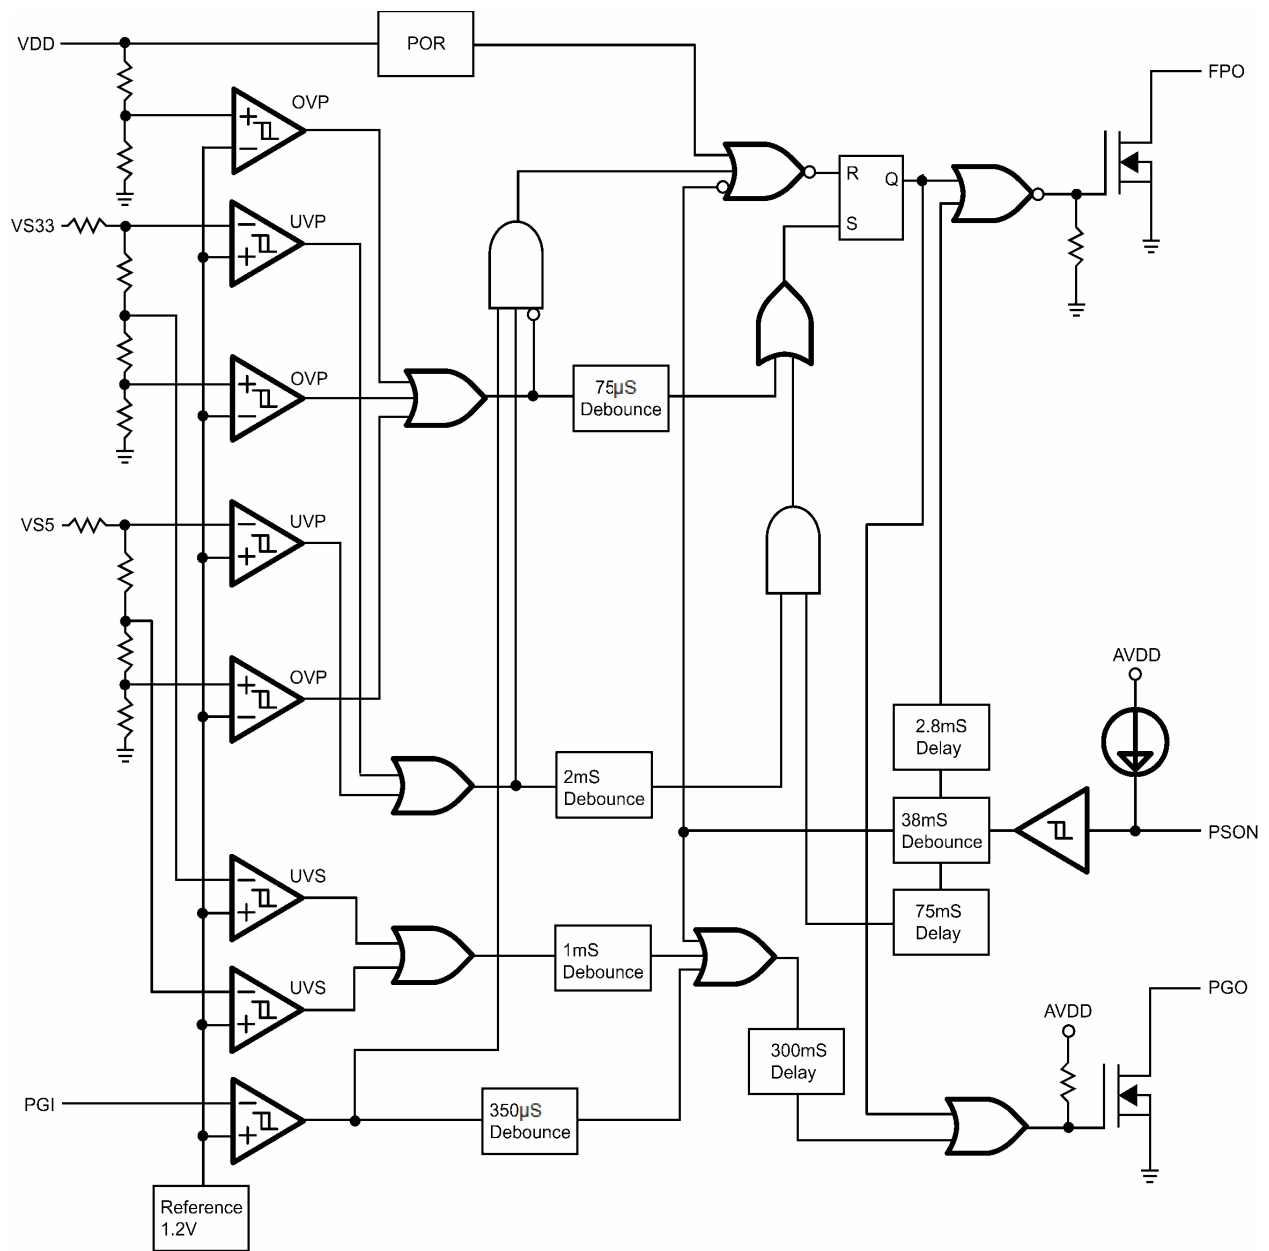 VDD
POR
FPO
OVP
+
−
R
Q
S
VS33
UVP
−
+
OVP
+
−
75µS
Debounce
VS5
UVP
−
+
OVP
+
−
AVDD
2.8mS
Delay
2mS
Debounce
38mS
Debounce
PSON
UVS
−
+
75mS
Delay
1mS
Debounce
UVS
−
+
PGO
AVDD
300mS
Delay
PGI
−
+
350µS
Debounce
Reference
1.2V